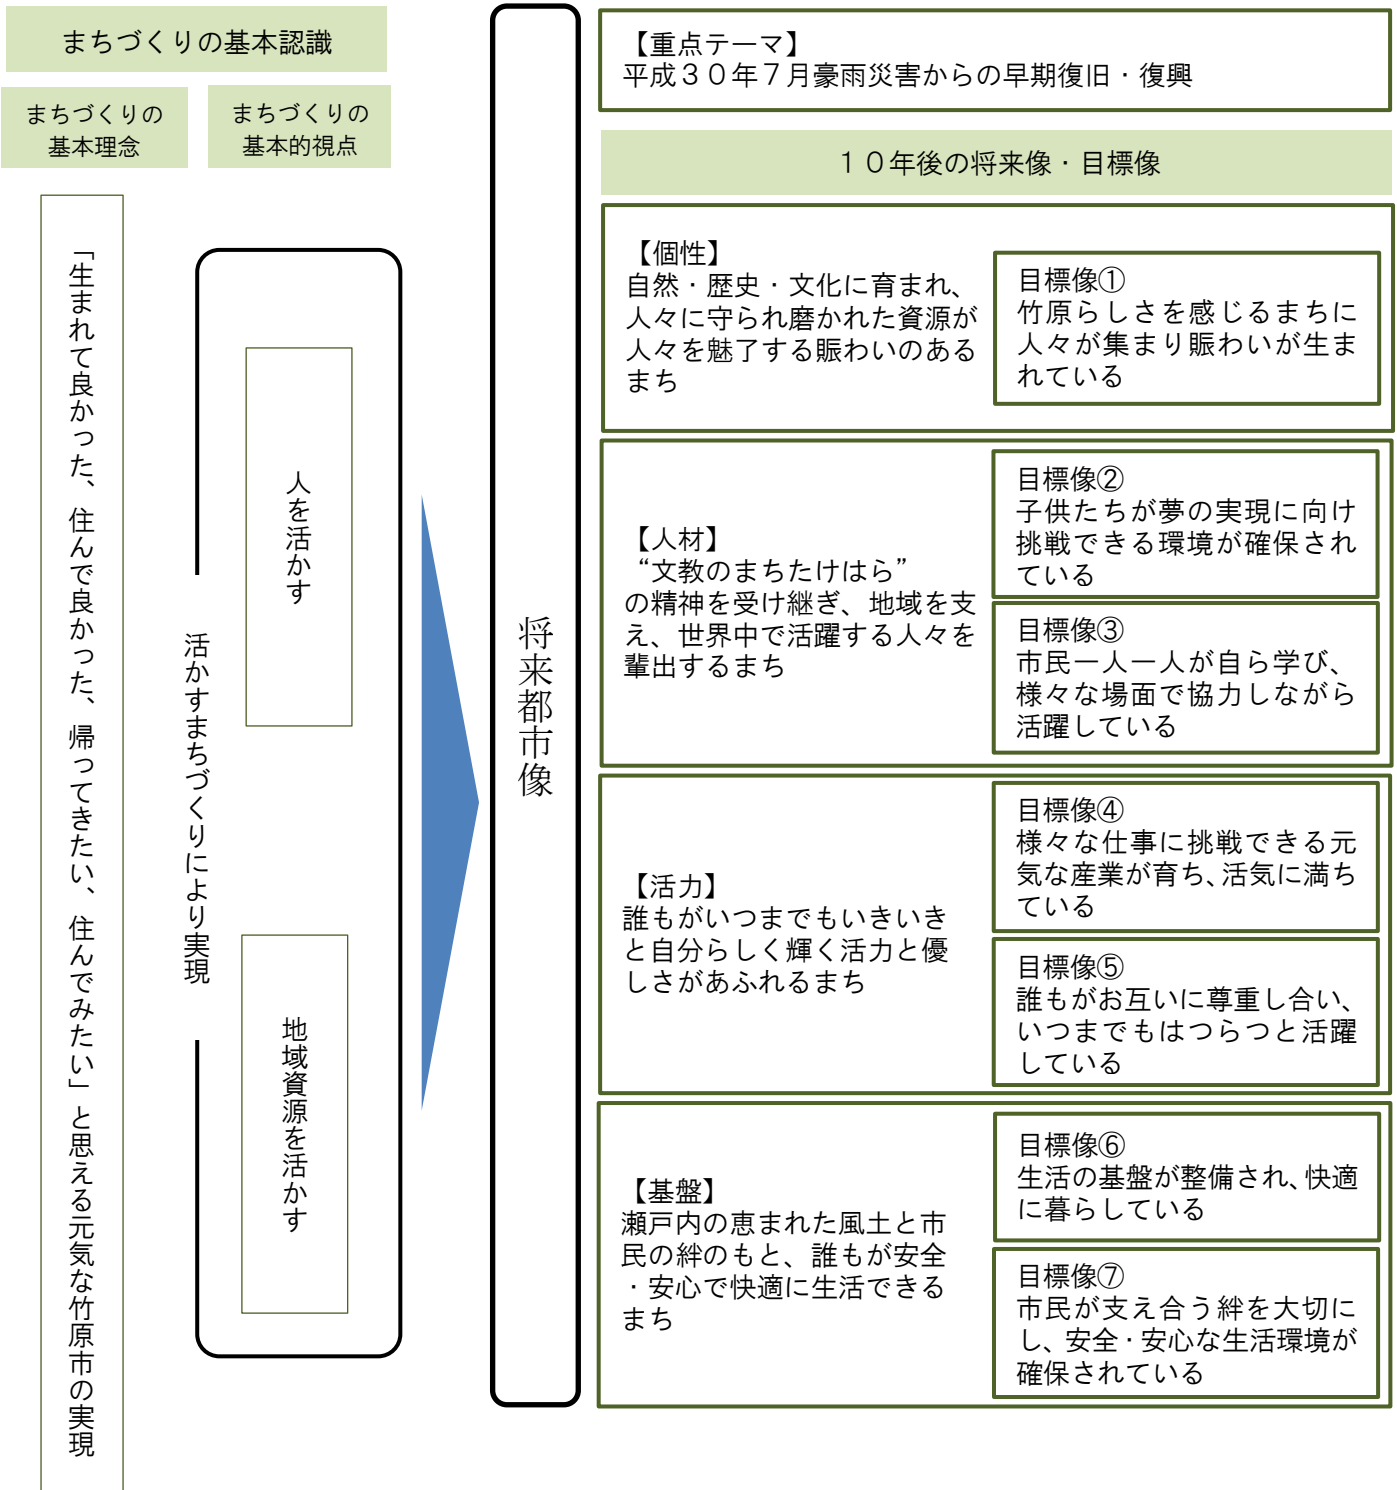 まちづくりの基本認識
まちづくりの
基本理念
まちづくりの
基本的視点
「生まれて良かった、住んで良かった、帰ってきたい、住んでみたい」と思える元気な竹原市の実現
活かすまちづくりにより実現
人を活かす
地域資源を活かす
将来都市像
【重点テーマ】
平成３０年７月豪雨災害からの早期復旧・復興
１０年後の将来像・目標像
【個性】
自然・歴史・文化に育まれ、
人々に守られ磨かれた資源が
人々を魅了する賑わいのある
まち
目標像①
竹原らしさを感じるまちに
人々が集まり賑わいが生ま
れている
【人材】
“文教のまちたけはら”
の精神を受け継ぎ、地域を支
え、世界中で活躍する人々を
輩出するまち
目標像②
子供たちが夢の実現に向け
挑戦できる環境が確保され
ている
目標像③
市民一人一人が自ら学び、
様々な場面で協力しながら
活躍している
【活力】
誰もがいつまでもいきいき
と自分らしく輝く活力と優
しさがあふれるまち
目標像④
様々な仕事に挑戦できる元
気な産業が育ち、活気に満ち
ている
目標像⑤
誰もがお互いに尊重し合い、
いつまでもはつらつと活躍
している
【基盤】
瀬戸内の恵まれた風土と市
民の絆のもと、誰もが安全
・安心で快適に生活できる
まち
目標像⑥
生活の基盤が整備され、快適
に暮らしている
目標像⑦
市民が支え合う絆を大切に
し、安全・安心な生活環境が
確保されている